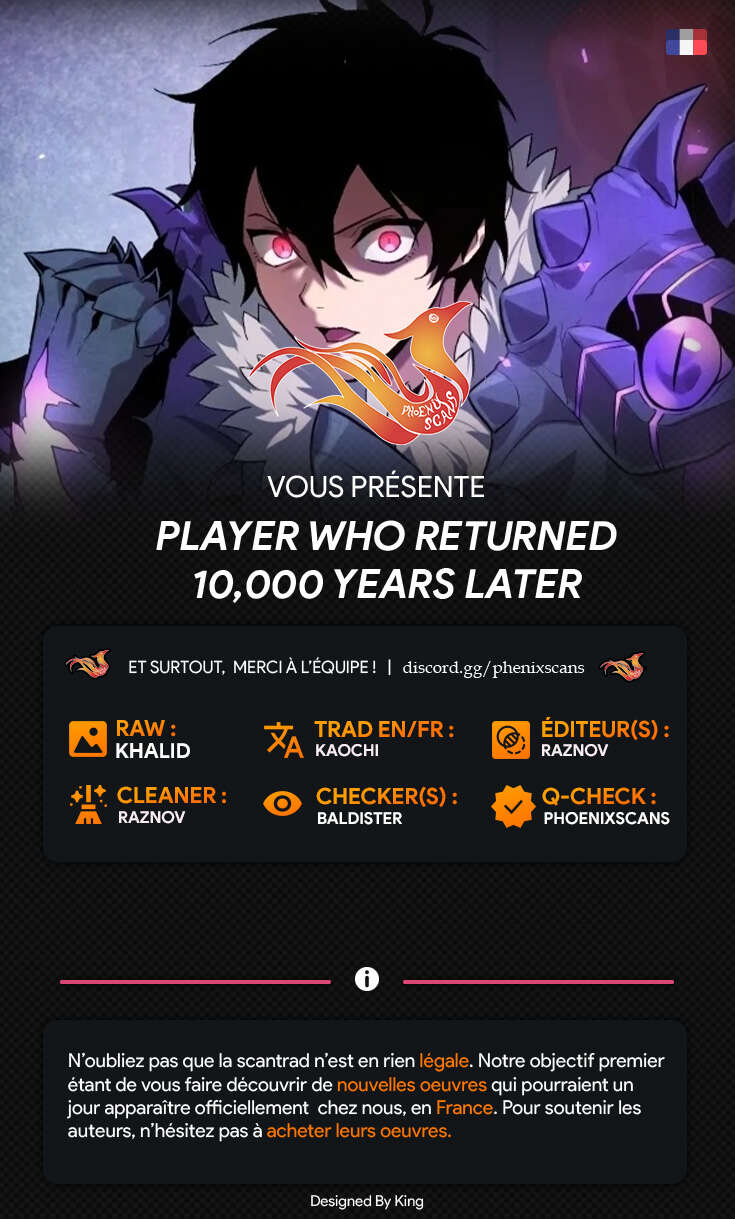 PHOENIX
SCANS
VOUS PRÉSENTE
PLAYER WHO RETURNED
10,000 YEARS LATER
ET SURTOUT, MERCI À L'ÉQUIPE ! | discord.gg/phenixscans
RAW :
KHALID
TRAD EN/FR :
KAOCHI
ÉDITEUR(S) :
RAZNOV
CLEANER :
RAZNOV
CHECKER(S) :
BALDISTER
Q-CHECK :
PHOENIXSCANS
N'oubliez pas que la scantrad n'est en rien légale. Notre objectif premier
étant de vous faire découvrir de nouvelles oeuvres qui pourraient un
jour apparaître officiellement chez nous, en France. Pour soutenir les
auteurs, n'hésitez pas à acheter leurs oeuvres.
Designed By King